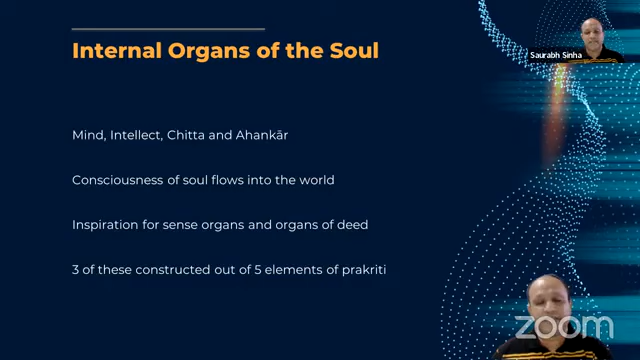 Internal Organs of the Soul
Saurabh Sinha
Mind, Intellect, Chitta and Ahankār
Consciousness of soul flows into the world
Inspiration for sense organs and organs of deed
3 of these constructed out of 5 elements of prakriti
zoom